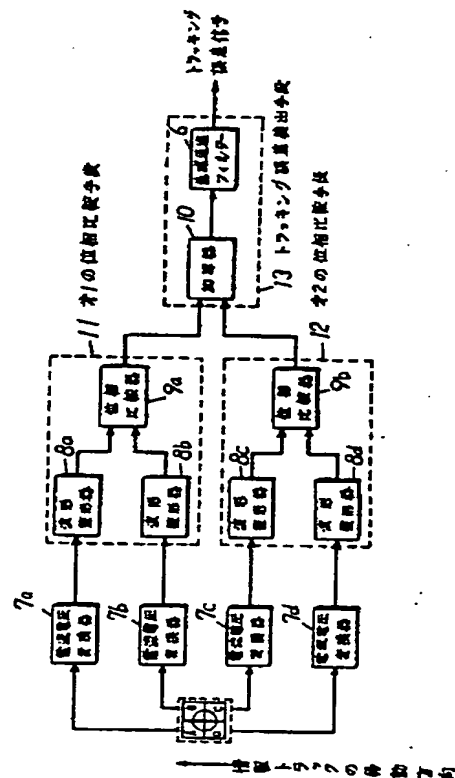 トラッキング
誤差信号
6
低域通過
フィルター
10
加算器
13 トラッキング誤差検出手段
11 才1の位相比較手段
12 才2の位相比較手段
位相
比較器
9a
位相
比較器
9b
8a
波形
整形器
8b
波形
整形器
8c
波形
整形器
8d
波形
整形器
7a
電流電圧
変換器
7b
電流電圧
変換器
7c
電流電圧
変換器
7d
電流電圧
変換器
A
B
C
D
情報トラックの移動方向